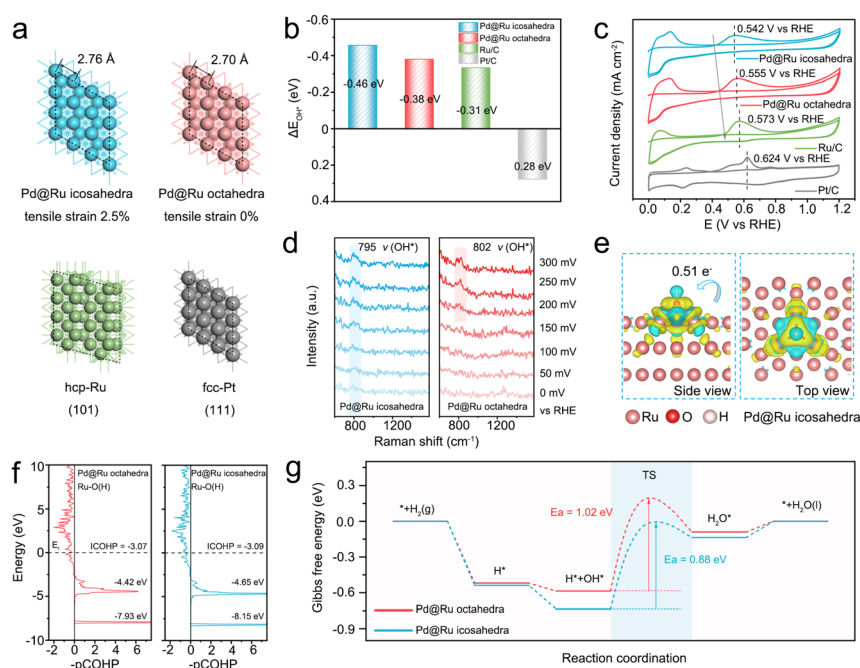 a
2.76 Å
2.70 Å
Pd@Ru icosahedra
tensile strain 2.5%
Pd@Ru octahedra
tensile strain 0%
hcp-Ru
(101)
fcc-Pt
(111)
b
ΔE_OH* (eV)
-0.6
-0.4
-0.2
0
0.2
0.4
-0.46 eV
-0.38 eV
-0.31 eV
0.28 eV
Pd@Ru icosahedra
Pd@Ru octahedra
Ru/C
Pt/C
c
Current density (mA cm⁻²)
0.542 V vs RHE
Pd@Ru icosahedra
0.555 V vs RHE
Pd@Ru octahedra
0.573 V vs RHE
Ru/C
0.624 V vs RHE
Pt/C
0.0 0.2 0.4 0.6 0.8 1.0 1.2
E (V vs RHE)
d
Intensity (a.u.)
795 ν (OH*)
802 ν (OH*)
300 mV
250 mV
200 mV
150 mV
100 mV
50 mV
0 mV
vs RHE
Pd@Ru icosahedra
Pd@Ru octahedra
800 1200 800 1200
Raman shift (cm⁻¹)
e
0.51 e⁻
Side view
Top view
Ru O H Pd@Ru icosahedra
f
Energy (eV)
10
5
0
-5
-10
Pd@Ru octahedra
Ru-O(H)
E_f
ICOHP = -3.07
-4.42 eV
-7.93 eV
Pd@Ru icosahedra
Ru-O(H)
ICOHP = -3.09
-4.65 eV
-8.15 eV
-2 0 2 4 6 -2 0 2 4 6
-pCOHP
g
Gibbs free energy (eV)
0.0
-0.3
-0.6
-0.9
*+H₂(g)
H*
H*+OH*
TS
Ea = 1.02 eV
Ea = 0.88 eV
H₂O*
*+H₂O(l)
Pd@Ru octahedra
Pd@Ru icosahedra
Reaction coordination